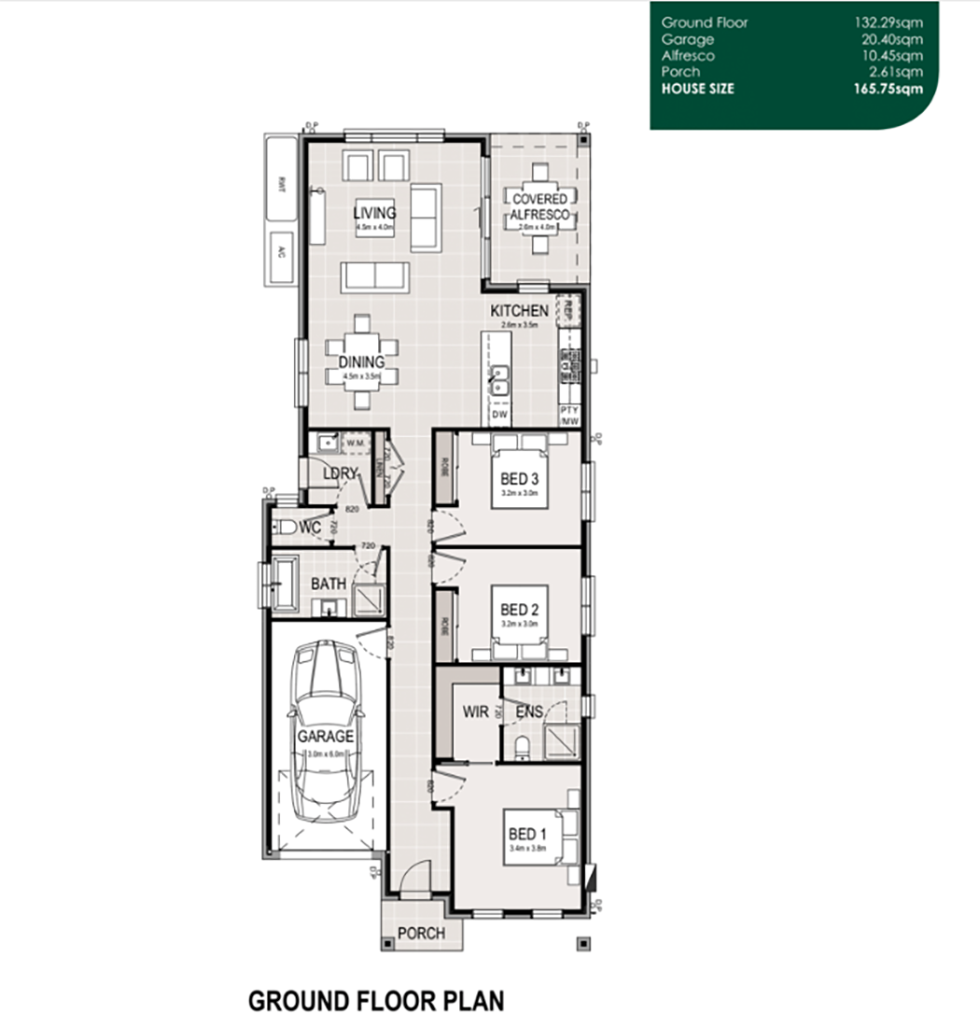 Ground Floor 132.29sqm
Garage 20.40sqm
Alfresco 10.45sqm
Porch 2.61sqm
HOUSE SIZE 165.75sqm
D.P
D.P
RWT
A/C
LIVING
4.5m x 4.0m
COVERED
ALFRESCO
2.6m x 4.0m
KITCHEN
2.6m x 3.5m
REF
DINING
4.5m x 3.5m
DW
PTY
/MW
D.P
W.M.
LDRY
LINEN
720
720
ROBE
BED 3
3.2m x 3.0m
D.P
820
WC
720
820
720
820
BATH
ROBE
BED 2
3.2m x 3.0m
820
WIR
720
ENS
GARAGE
3.0m x 6.0m
820
BED 1
3.4m x 3.8m
D.P
D.P
PORCH
GROUND FLOOR PLAN